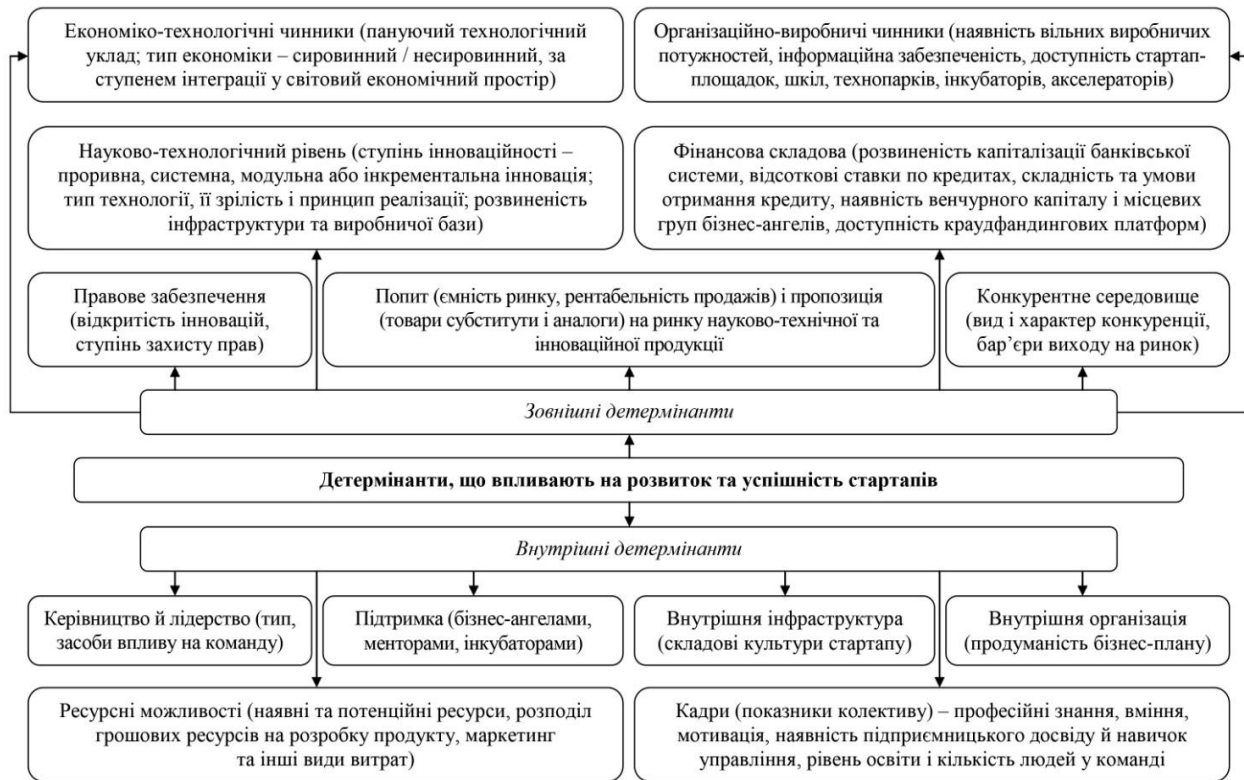 Економіко-технологічні чинники (пануючий технологічний
уклад; тип економіки – сировинний / несировинний, за
ступенем інтеграції у світовий економічний простір)
Організаційно-виробничі чинники (наявність вільних виробничих
потужностей, інформаційна забезпеченість, доступність стартап-
площадок, шкіл, технопарків, інкубаторів, акселераторів)
Науково-технологічний рівень (ступінь інноваційності –
проривна, системна, модульна або інкрементальна інновація;
тип технології, її зрілість і принцип реалізації; розвиненість
інфраструктури та виробничої бази)
Фінансова складова (розвиненість капіталізації банківської
системи, відсоткові ставки по кредитах, складність та умови
отримання кредиту, наявність венчурного капіталу і місцевих
груп бізнес-ангелів, доступність краудфандингових платформ)
Правове забезпечення
(відкритість інновацій,
ступінь захисту прав)
Попит (ємність ринку, рентабельність продажів) і пропозиція
(товари субститути і аналоги) на ринку науково-технічної та
інноваційної продукції
Конкурентне середовище
(вид і характер конкуренції,
бар’єри виходу на ринок)
Зовнішні детермінанти
Детермінанти, що впливають на розвиток та успішність стартапів
Внутрішні детермінанти
Керівництво й лідерство (тип,
засоби впливу на команду)
Підтримка (бізнес-ангелами,
менторами, інкубаторами)
Внутрішня інфраструктура
(складові культури стартапу)
Внутрішня організація
(продуманість бізнес-плану)
Ресурсні можливості (наявні та потенційні ресурси, розподіл
грошових ресурсів на розробку продукту, маркетинг
та інші види витрат)
Кадри (показники колективу) – професійні знання, вміння,
мотивація, наявність підприємницького досвіду й навичок
управління, рівень освіти і кількість людей у команді